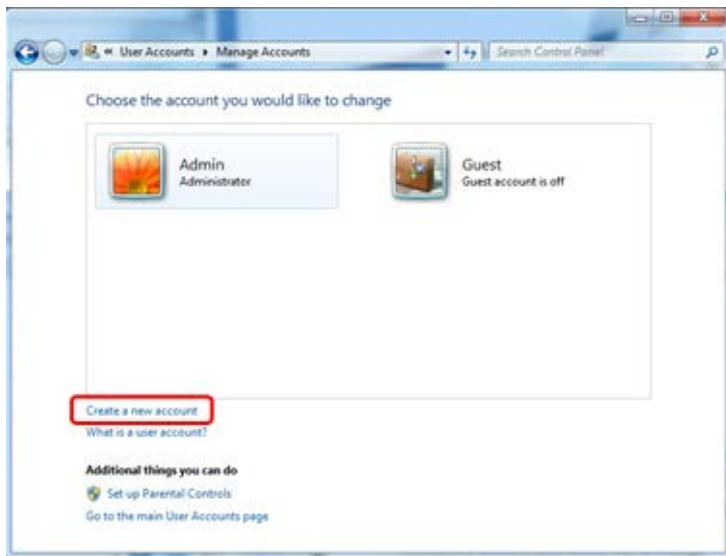 « User Accounts ▸ Manage Accounts
Search Control Panel
Choose the account you would like to change
Admin
Administrator
Guest
Guest account is off
Create a new account
What is a user account?
Additional things you can do
Set up Parental Controls
Go to the main User Accounts page